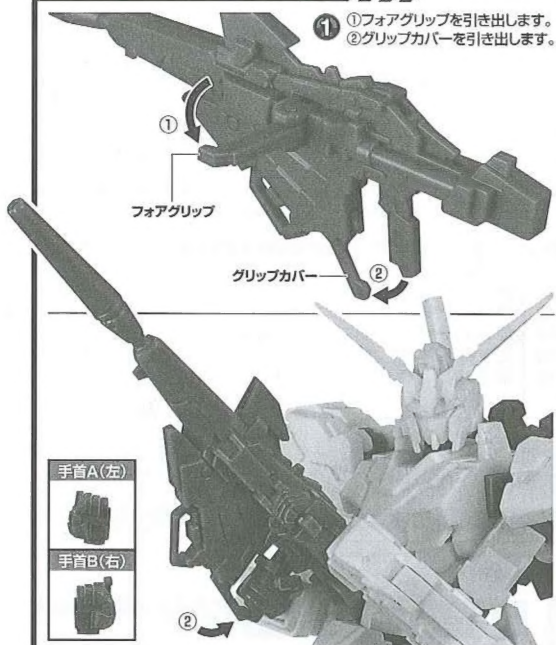 ❶ ①フォアグリップを引き出します。
②グリップカバーを引き出します。
①
フォアグリップ
グリップカバー ②
手首A(左)
手首B(右)
②